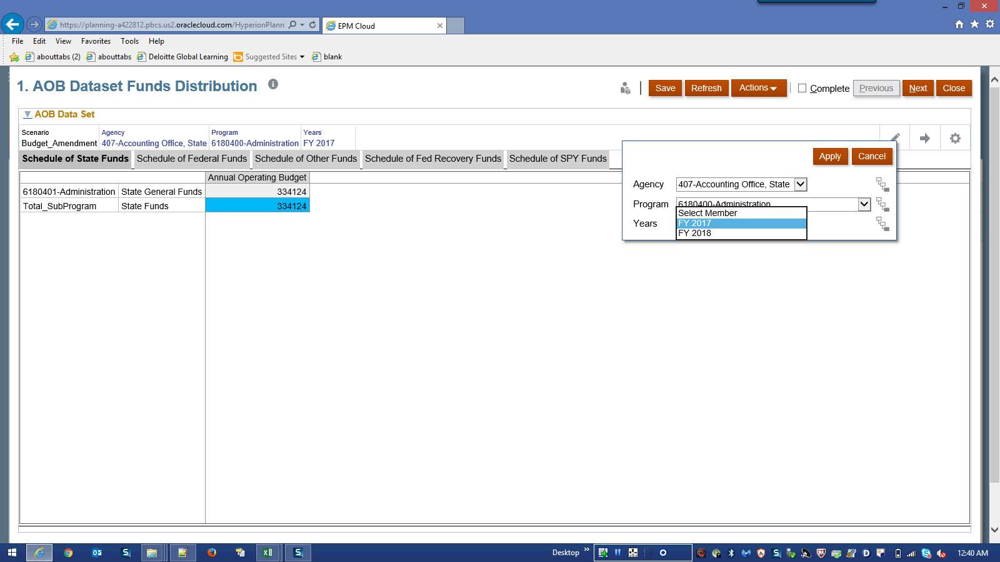 https://planning-a422812.pbcs.us2.oraclecloud.com/HyperionPlann
EPM Cloud
File Edit View Favorites Tools Help
abouttabs (2) abouttabs Deloitte Global Learning Suggested Sites blank
1. AOB Dataset Funds Distribution
Save Refresh Actions Complete Previous Next Close
AOB Data Set
Scenario Agency Program Years
Budget_Amendment 407-Accounting Office, State 6180400-Administration FY 2017
Schedule of State Funds Schedule of Federal Funds Schedule of Other Funds Schedule of Fed Recovery Funds Schedule of SPY Funds
Annual Operating Budget
6180401-Administration State General Funds 334124
Total_SubProgram State Funds 334124
Apply Cancel
Agency 407-Accounting Office, State
Program 6180400-Administration
Select Member
Years FY 2017
FY 2018
Desktop
12:40 AM